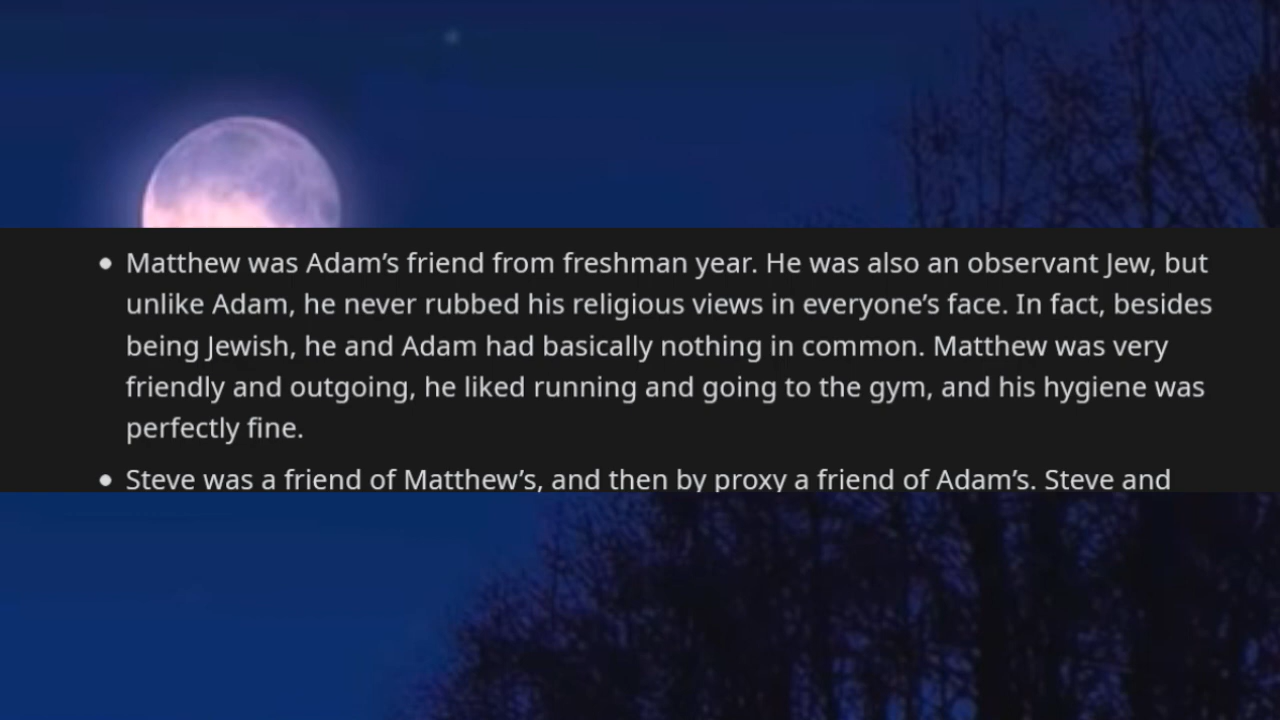 • Matthew was Adam’s friend from freshman year. He was also an observant Jew, but
unlike Adam, he never rubbed his religious views in everyone’s face. In fact, besides
being Jewish, he and Adam had basically nothing in common. Matthew was very
friendly and outgoing, he liked running and going to the gym, and his hygiene was
perfectly fine.
• Steve was a friend of Matthew’s, and then by proxy a friend of Adam’s. Steve and